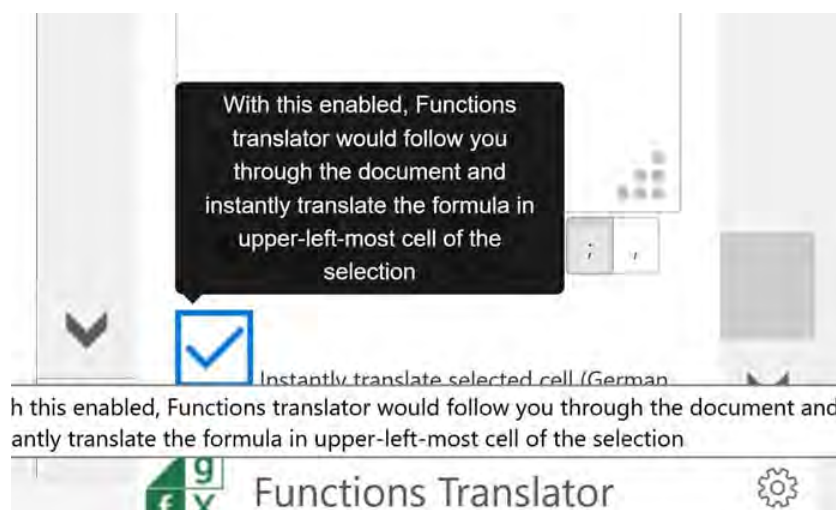 With this enabled, Functions
translator would follow you
through the document and
instantly translate the formula in
upper-left-most cell of the
selection
; ,
Instantly translate selected cell (German
h this enabled, Functions translator would follow you through the document and
antly translate the formula in upper-left-most cell of the selection
g
f X
Functions Translator